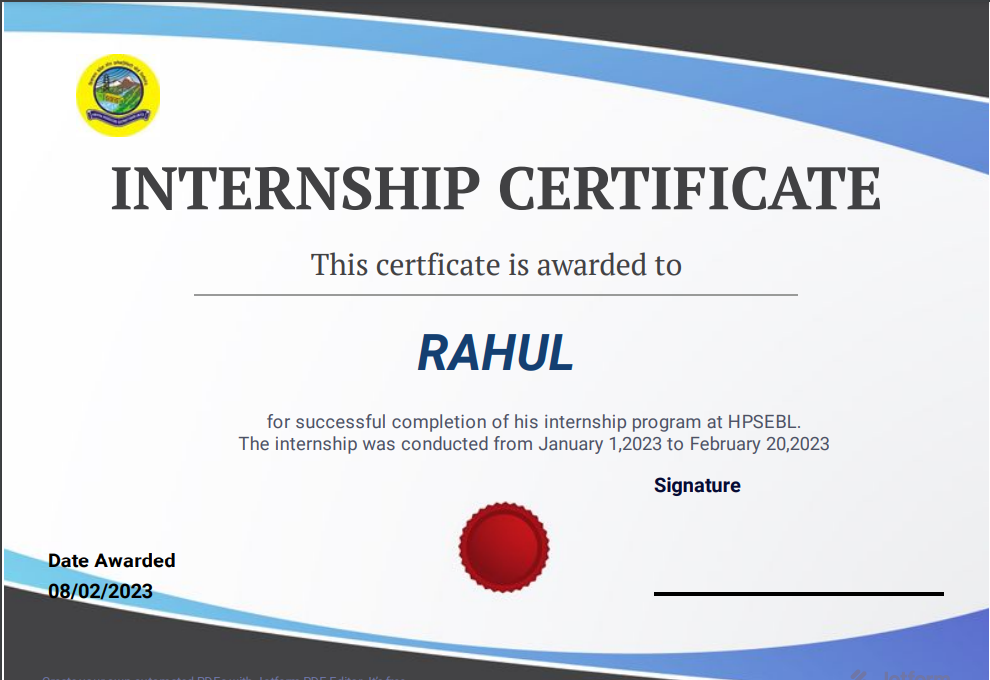 INTERNSHIP CERTIFICATE
This certficate is awarded to
RAHUL
for successful completion of his internship program at HPSEBL.
The internship was conducted from January 1,2023 to February 20,2023
Signature
Date Awarded
08/02/2023